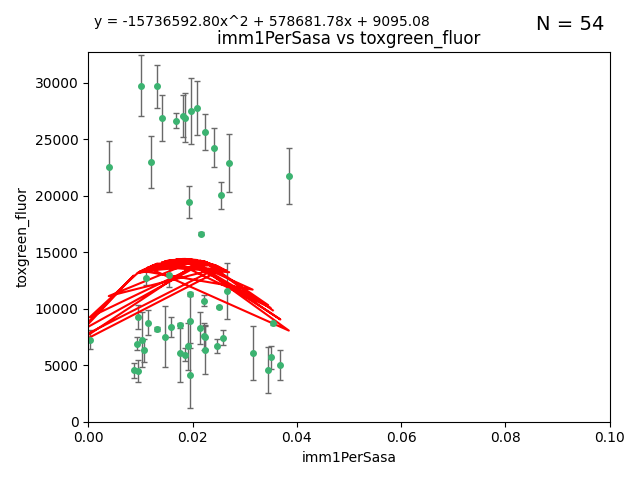 y = -15736592.80x^2 + 578681.78x + 9095.08
N = 54
imm1PerSasa vs toxgreen_fluor
30000
25000
20000
15000
10000
5000
0
toxgreen_fluor
0.00 0.02 0.04 0.06 0.08 0.10
imm1PerSasa